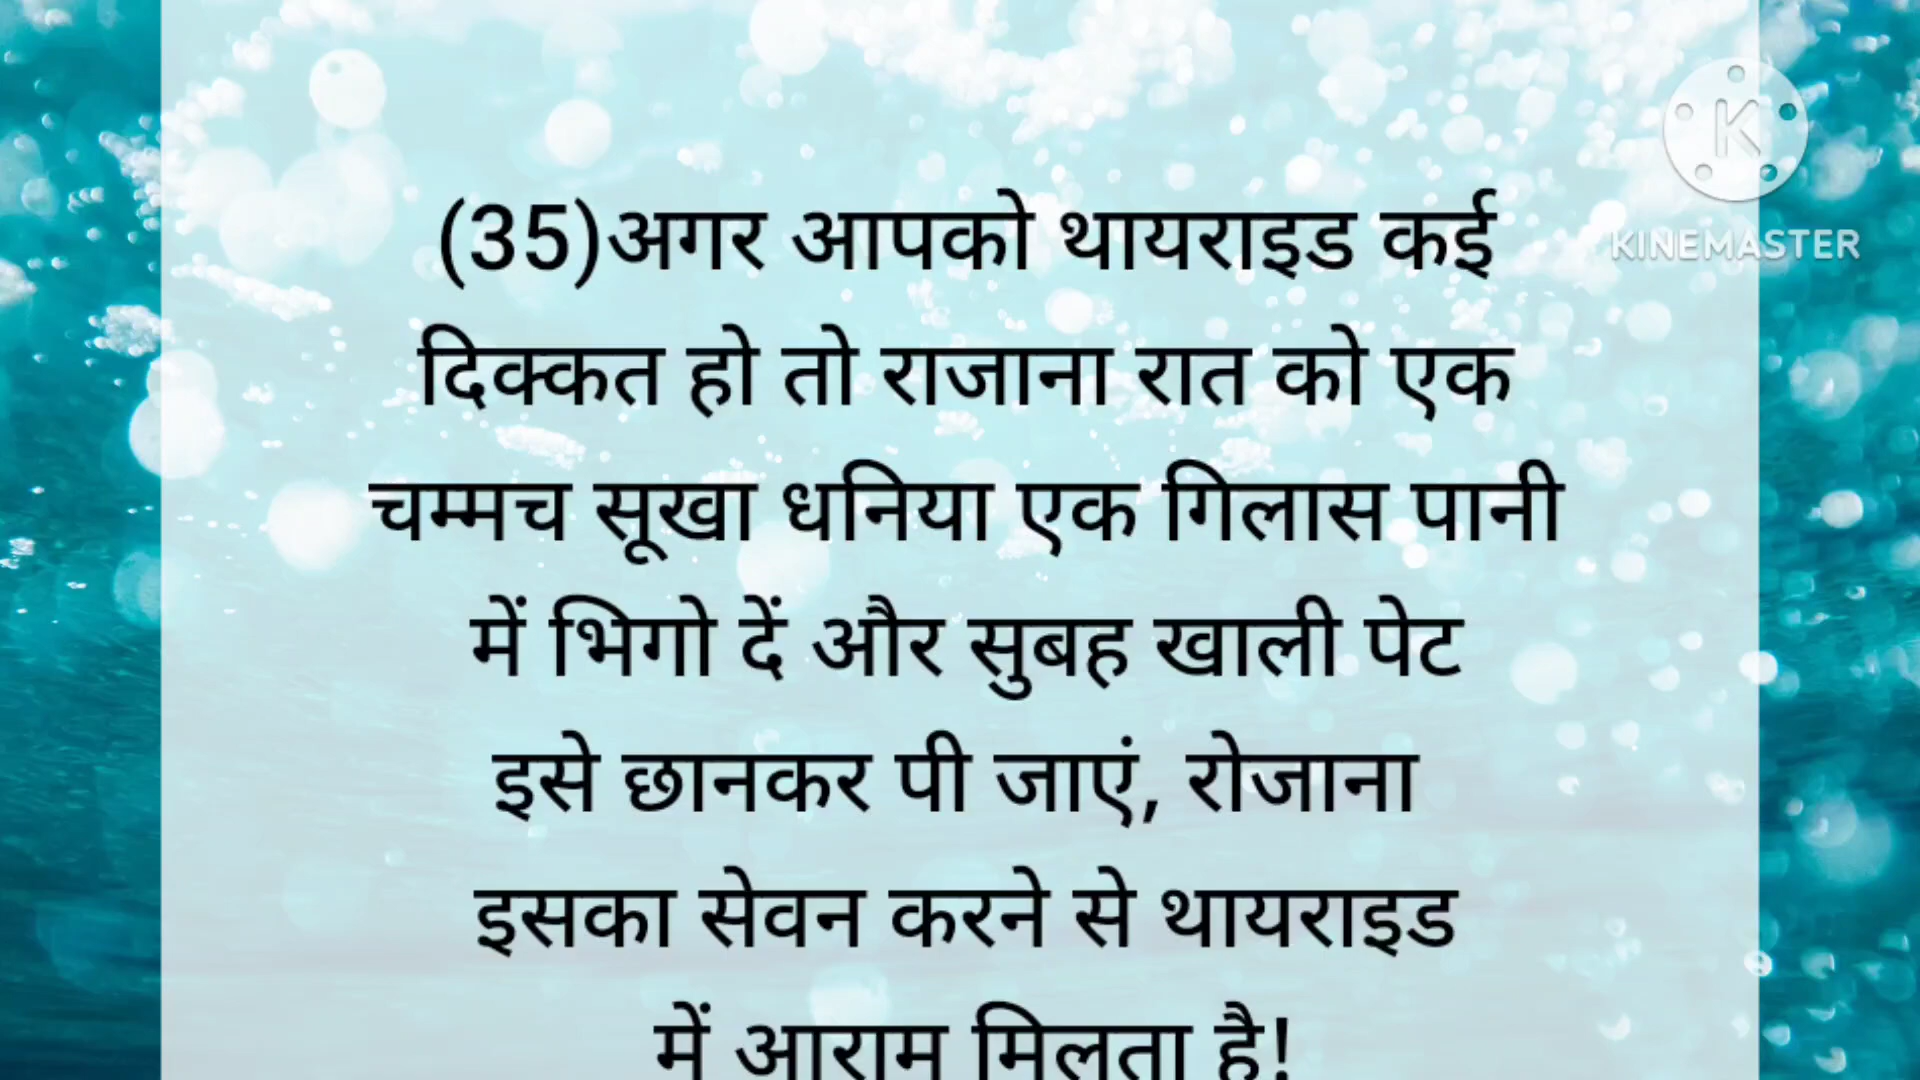 KINEMASTER
(35)अगर आपको थायराइड कई
दिक्कत हो तो राजाना रात को एक
चम्मच सूखा धनिया एक गिलास पानी
में भिगो दें और सुबह खाली पेट
इसे छानकर पी जाएं, रोजाना
इसका सेवन करने से थायराइड
में आराम मिलता है!